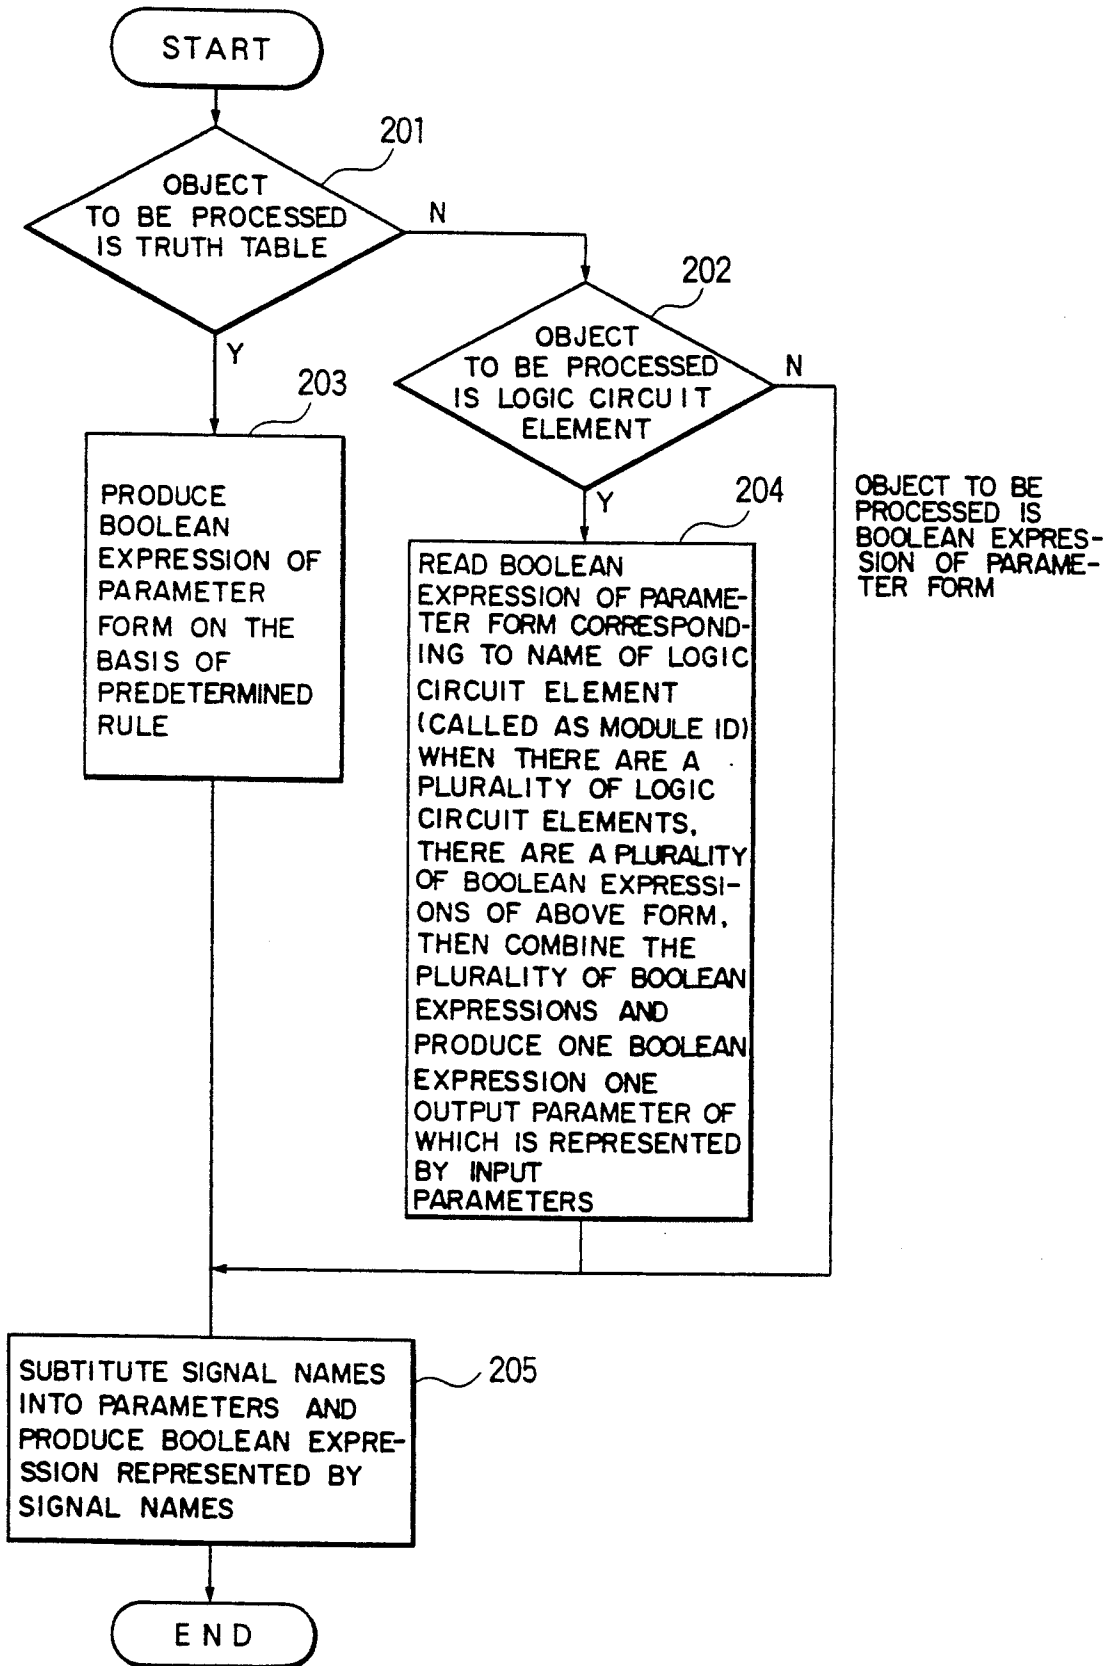 START
201
OBJECT
TO BE PROCESSED
IS TRUTH TABLE
N
Y
202
OBJECT
TO BE PROCESSED
IS LOGIC CIRCUIT
ELEMENT
N
Y
203
PRODUCE
BOOLEAN
EXPRESSION OF
PARAMETER
FORM ON THE
BASIS OF
PREDETERMINED
RULE
204
READ BOOLEAN
EXPRESSION OF PARAME-
TER FORM CORRESPOND-
ING TO NAME OF LOGIC
CIRCUIT ELEMENT
(CALLED AS MODULE ID)
WHEN THERE ARE A
PLURALITY OF LOGIC
CIRCUIT ELEMENTS,
THERE ARE A PLURALITY
OF BOOLEAN EXPRESSI-
ONS OF ABOVE FORM,
THEN COMBINE THE
PLURALITY OF BOOLEAN
EXPRESSIONS AND
PRODUCE ONE BOOLEAN
EXPRESSION ONE
OUTPUT PARAMETER OF
WHICH IS REPRESENTED
BY INPUT
PARAMETERS
OBJECT TO BE
PROCESSED IS
BOOLEAN EXPRES-
SION OF PARAME-
TER FORM
SUBTITUTE SIGNAL NAMES
INTO PARAMETERS AND
PRODUCE BOOLEAN EXPRE-
SSION REPRESENTED BY
SIGNAL NAMES
205
END